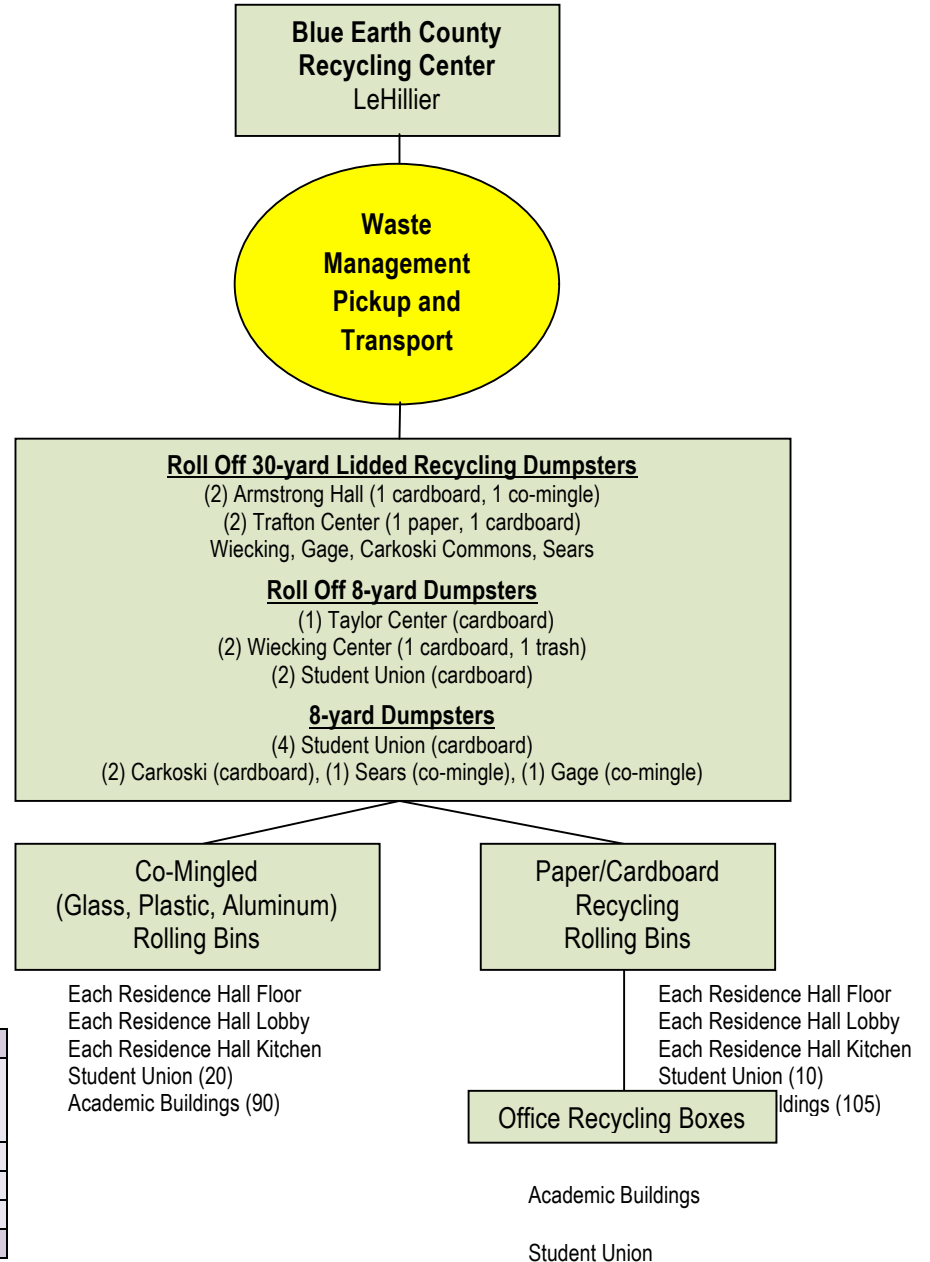 Blue Earth County
Recycling Center
LeHillier
Waste
Management
Pickup and
Transport
Roll Off 30-yard Lidded Recycling Dumpsters
(2) Armstrong Hall (1 cardboard, 1 co-mingle)
(2) Trafton Center (1 paper, 1 cardboard)
Wiecking, Gage, Carkoski Commons, Sears
Roll Off 8-yard Dumpsters
(1) Taylor Center (cardboard)
(2) Wiecking Center (1 cardboard, 1 trash)
(2) Student Union (cardboard)
8-yard Dumpsters
(4) Student Union (cardboard)
(2) Carkoski (cardboard), (1) Sears (co-mingle), (1) Gage (co-mingle)
Co-Mingled
(Glass, Plastic, Aluminum)
Rolling Bins
Each Residence Hall Floor
Each Residence Hall Lobby
Each Residence Hall Kitchen
Student Union (20)
Academic Buildings (90)
Paper/Cardboard
Recycling
Rolling Bins
Each Residence Hall Floor
Each Residence Hall Lobby
Each Residence Hall Kitchen
Student Union (10)
ldings (105)
Office Recycling Boxes
Academic Buildings
Student Union